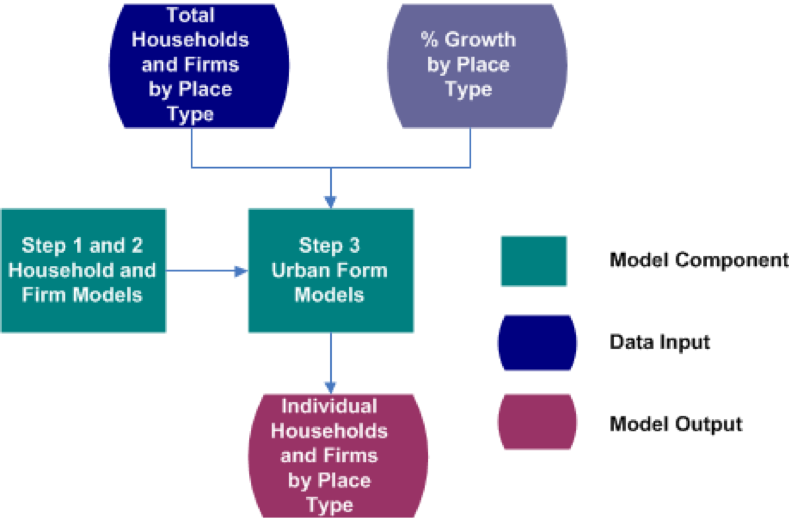 Total
Households
and Firms
by Place
Type
% Growth
by Place
Type
Step 1 and 2
Household and
Firm Models
Step 3
Urban Form
Models
Individual
Households
and Firms
by Place
Type
Model Component
Data Input
Model Output